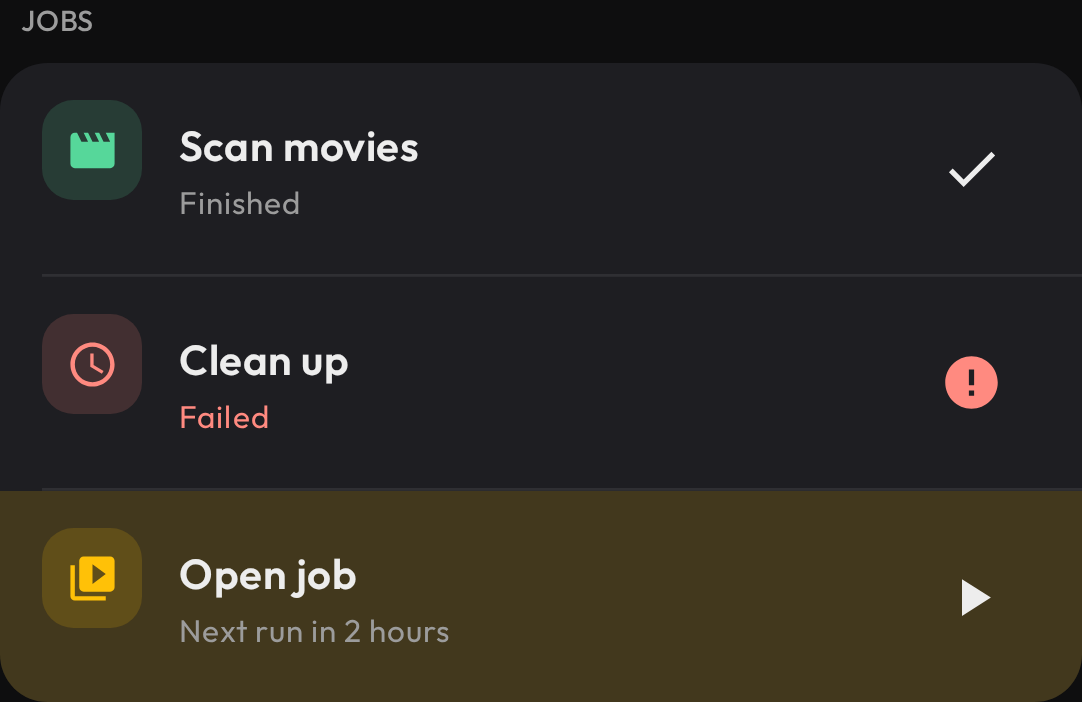 JOBS
Scan movies
Finished
Clean up
Failed
Open job
Next run in 2 hours